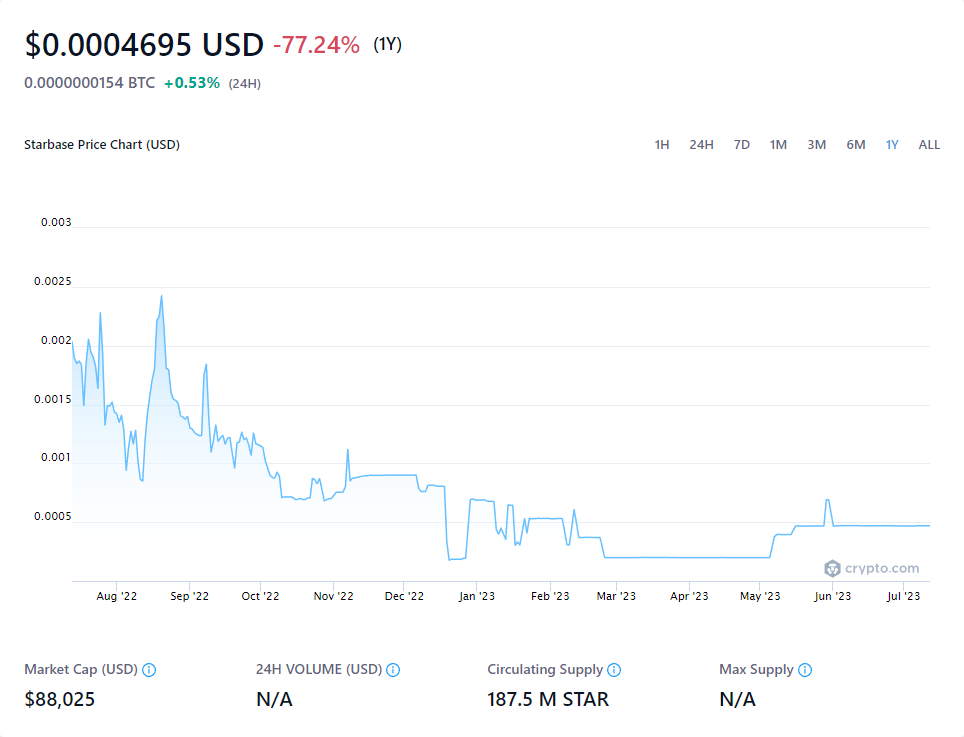 $0.0004695 USD -77.24% (1Y)
0.0000000154 BTC +0.53% (24H)
Starbase Price Chart (USD) 1H 24H 7D 1M 3M 6M 1Y ALL
0.003
0.0025
0.002
0.0015
0.001
0.0005
crypto.com
Aug '22 Sep '22 Oct '22 Nov '22 Dec '22 Jan '23 Feb '23 Mar '23 Apr '23 May '23 Jun '23 Jul '23
Market Cap (USD) 24H VOLUME (USD) Circulating Supply Max Supply
$88,025 N/A 187.5 M STAR N/A